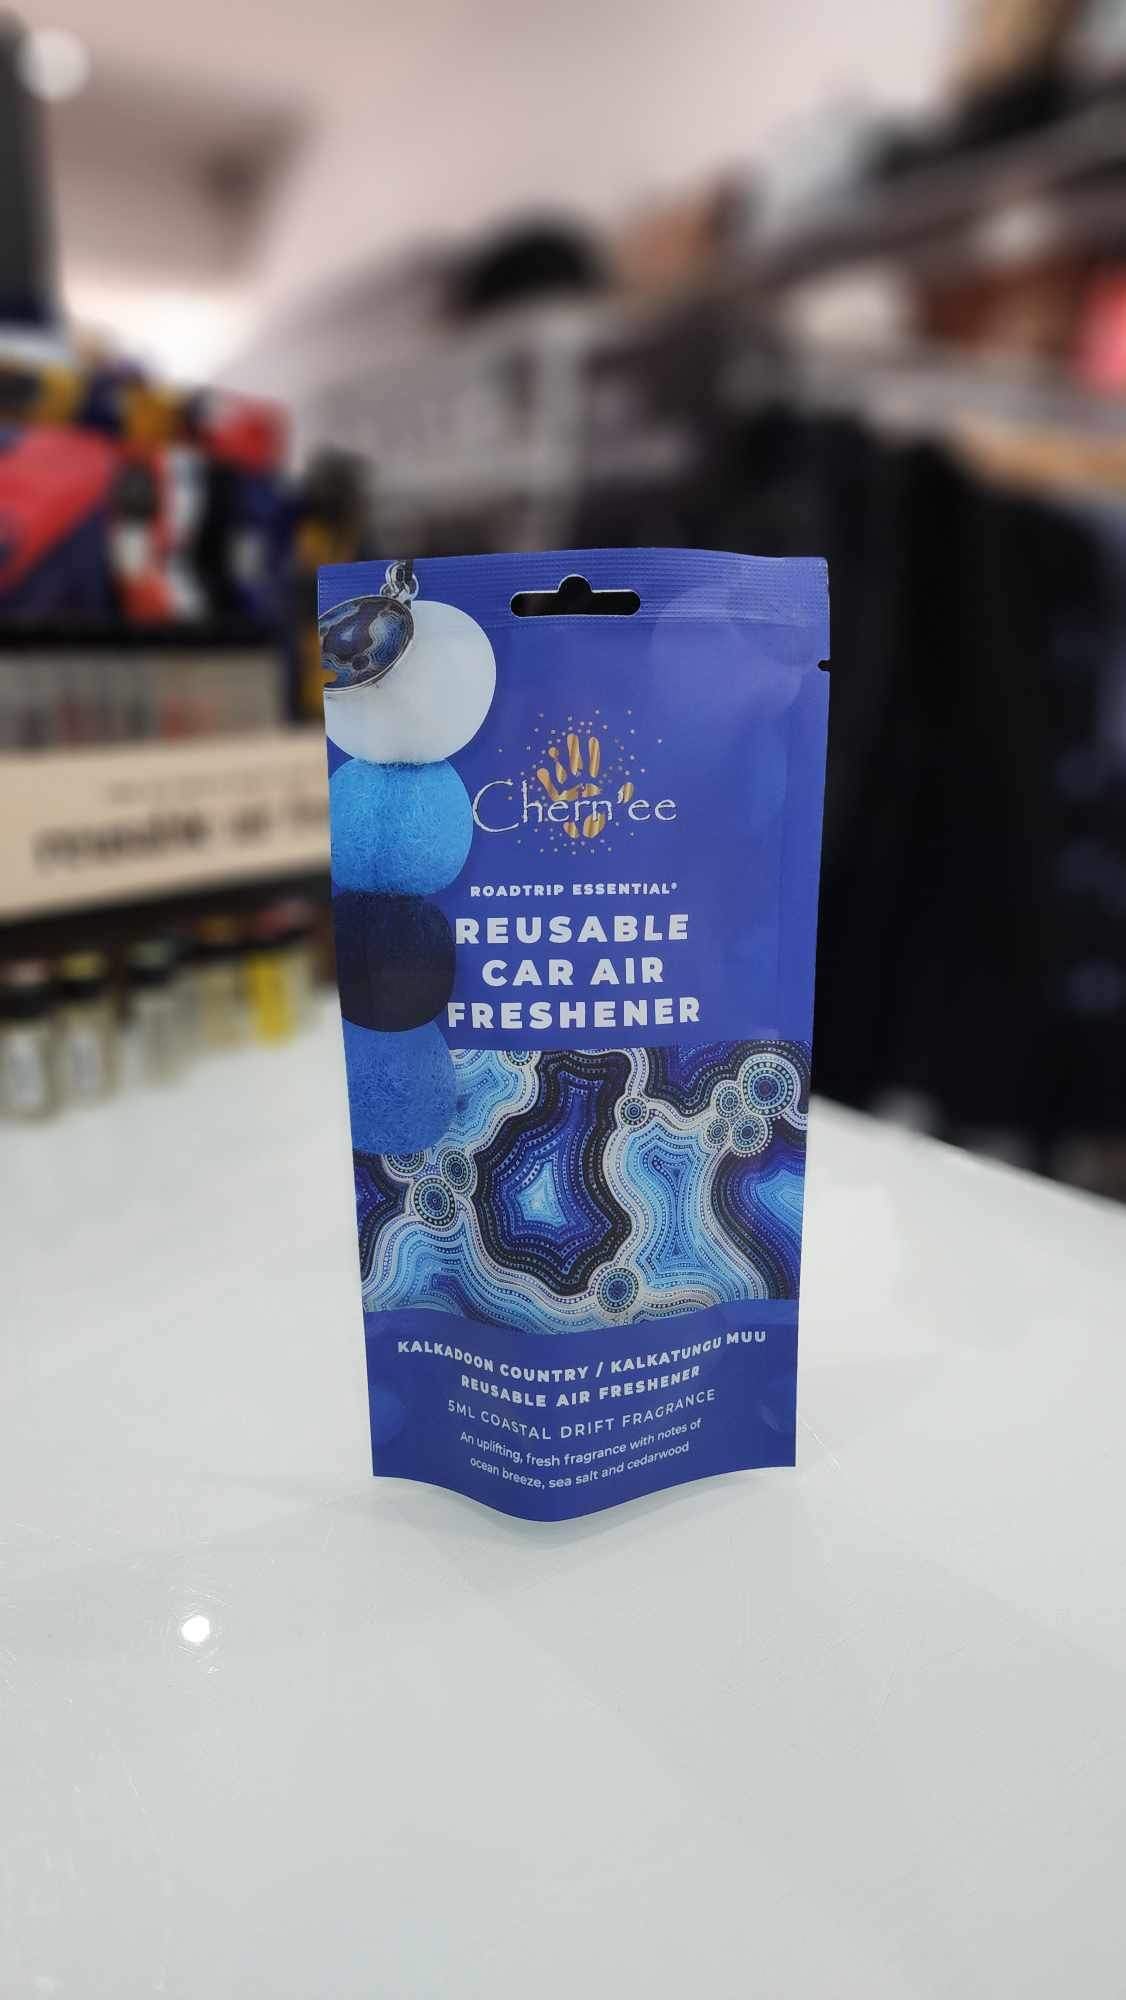 Chern'ee
ROADTRIP ESSENTIAL®
REUSABLE
CAR AIR
FRESHENER
KALKADOON COUNTRY / KALKATUNGU MUU
REUSABLE AIR FRESHENER
5ML COASTAL DRIFT FRAGRANCE
An uplifting, fresh fragrance with notes of
ocean breeze, sea salt and cedarwood